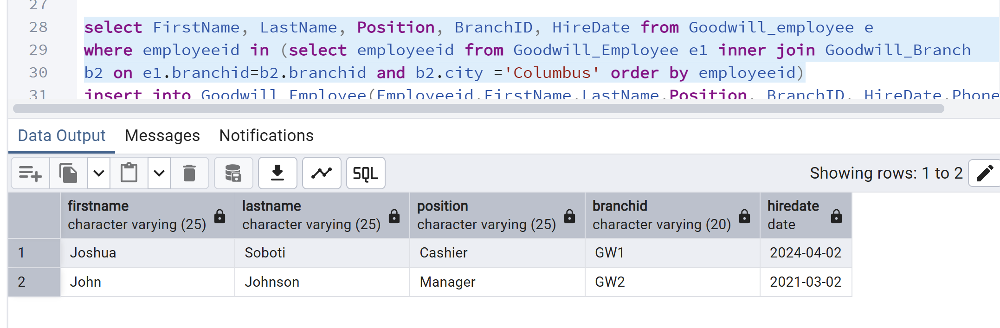 27
28 select FirstName, LastName, Position, BranchID, HireDate from Goodwill_employee e
29 where employeeid in (select employeeid from Goodwill_Employee e1 inner join Goodwill_Branch
30 b2 on e1.branchid=b2.branchid and b2.city ='Columbus' order by employeeid)
31 insert into Goodwill_Employee(Employeeid,FirstName,LastName,Position, BranchID, HireDate,Phone
Data Output Messages Notifications
SQL Showing rows: 1 to 2
firstname lastname position branchid hiredate
character varying (25) character varying (25) character varying (25) character varying (20) date
1 Joshua Soboti Cashier GW1 2024-04-02
2 John Johnson Manager GW2 2021-03-02